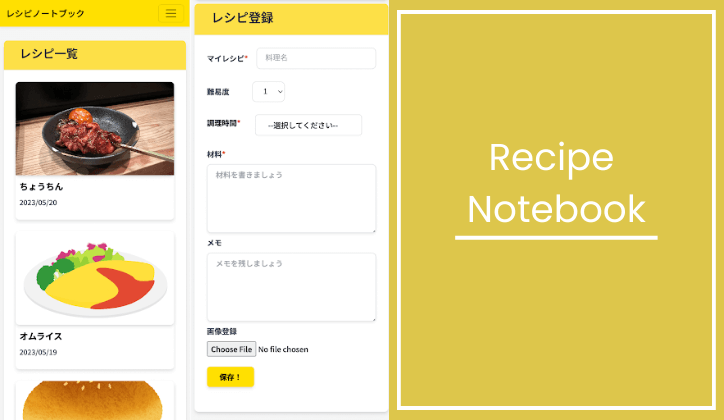 レシピノートブック
レシピ一覧
ちょうちん
2023/05/20
オムライス
2023/05/19
レシピ登録
マイレシピ*
料理名
難易度
1
調理時間*
--選択してください--
材料*
材料を書きましょう
メモ
メモを残しましょう
画像登録
Choose File No file chosen
保存！
Recipe
Notebook